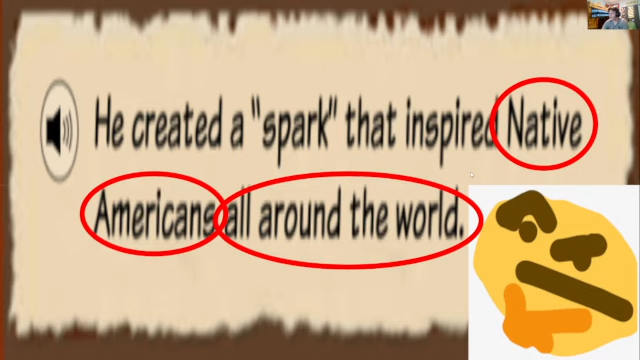 He created a "spark" that inspired Native
Americans all around the world.